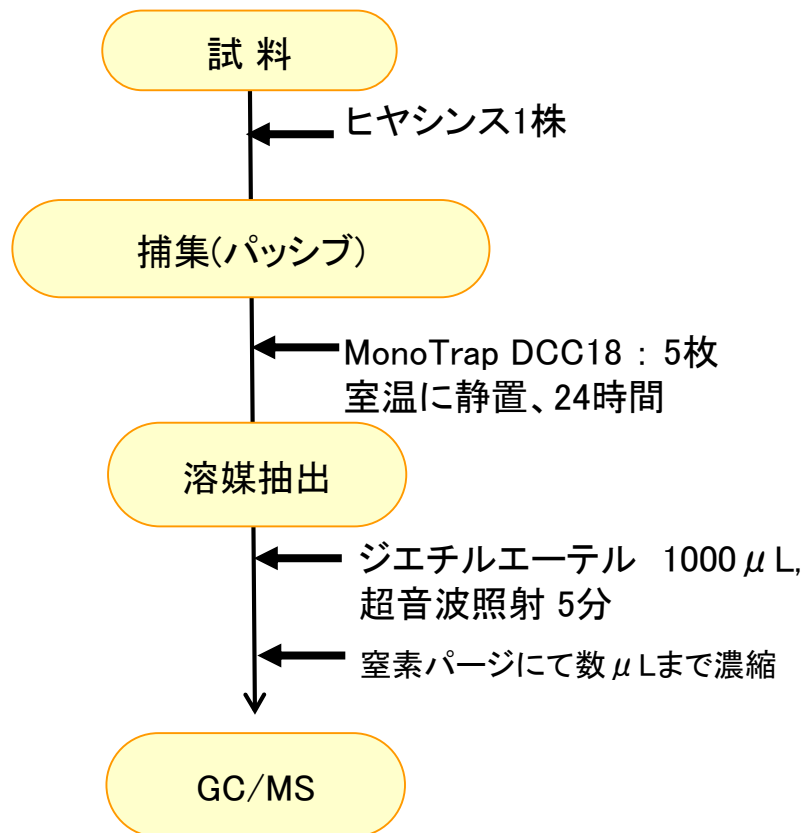 試 料
ヒヤシンス1株
捕集(パッシブ)
MonoTrap DCC18 : 5枚
室温に静置、24時間
溶媒抽出
ジエチルエーテル 1000μL,
超音波照射 5分
窒素パージにて数μLまで濃縮
GC/MS